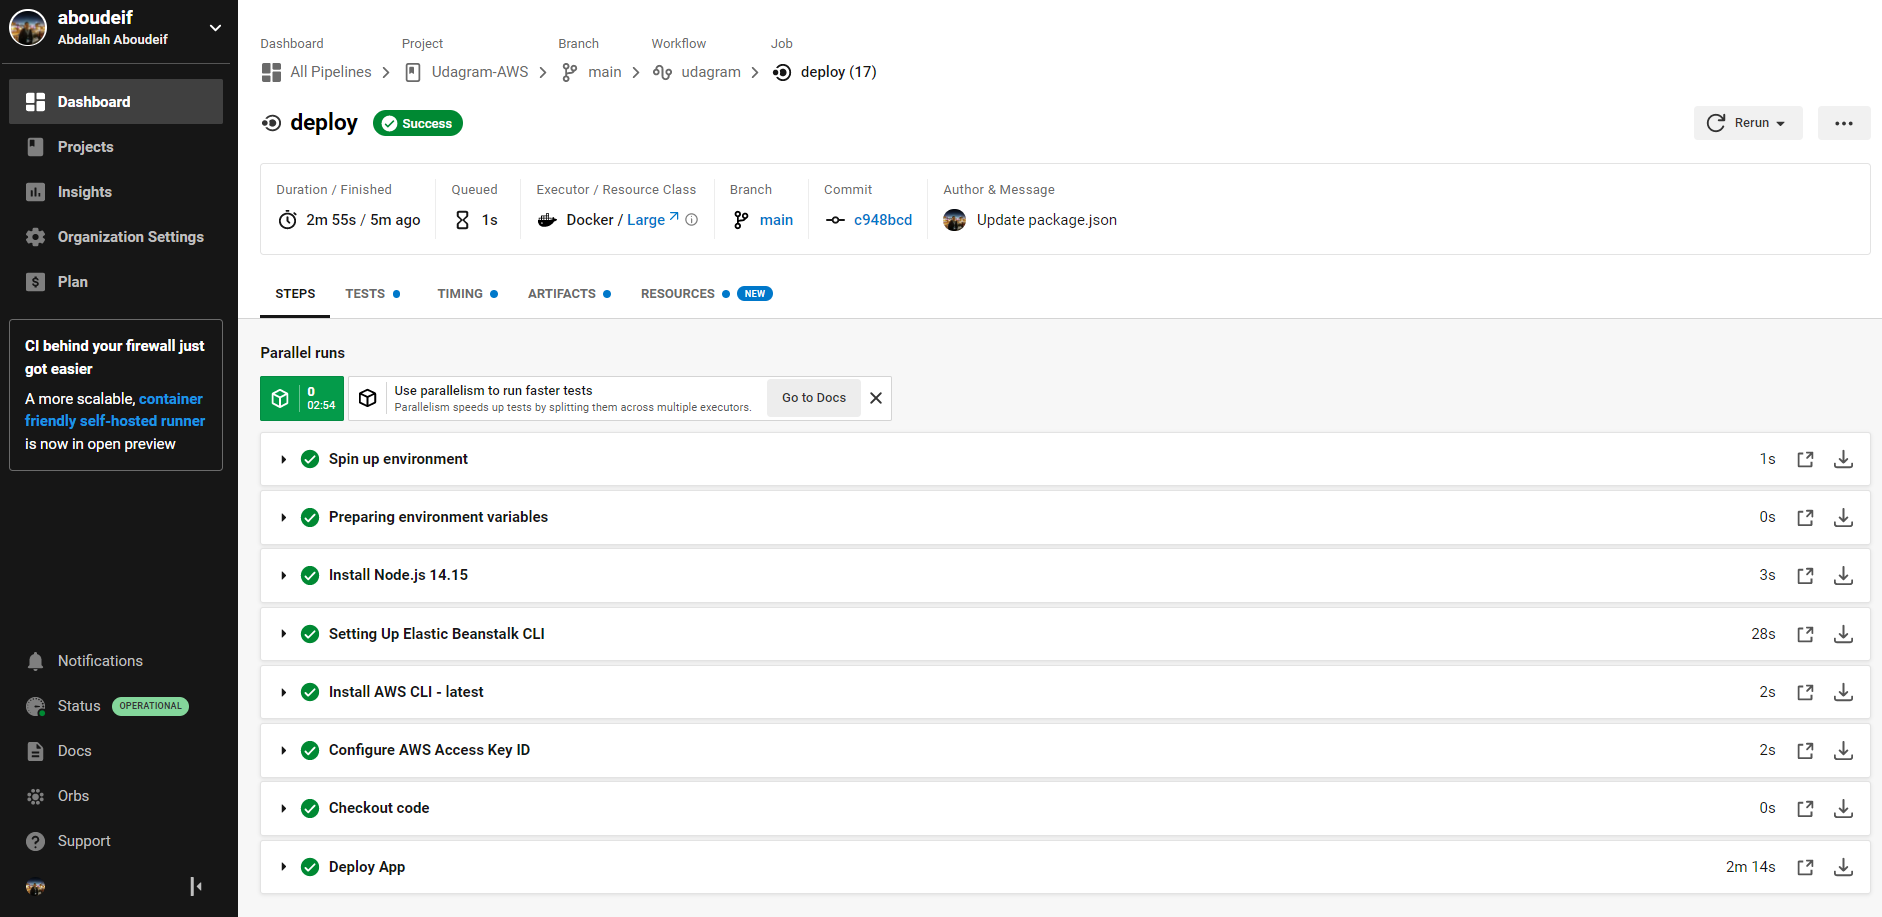 aboudeif
Abdallah Aboudeif
Dashboard
Projects
Insights
Organization Settings
Plan
CI behind your firewall just
got easier
A more scalable, container
friendly self-hosted runner
is now in open preview
Notifications
Status OPERATIONAL
Docs
Orbs
Support
Dashboard Project Branch Workflow Job
All Pipelines Udagram-AWS main udagram deploy (17)
deploy Success
Rerun
Duration / Finished Queued Executor / Resource Class Branch Commit Author & Message
2m 55s / 5m ago 1s Docker / Large main c948bcd Update package.json
STEPS TESTS TIMING ARTIFACTS RESOURCES NEW
Parallel runs
0
02:54
Use parallelism to run faster tests
Parallelism speeds up tests by splitting them across multiple executors.
Go to Docs
Spin up environment 1s
Preparing environment variables 0s
Install Node.js 14.15 3s
Setting Up Elastic Beanstalk CLI 28s
Install AWS CLI - latest 2s
Configure AWS Access Key ID 2s
Checkout code 0s
Deploy App 2m 14s